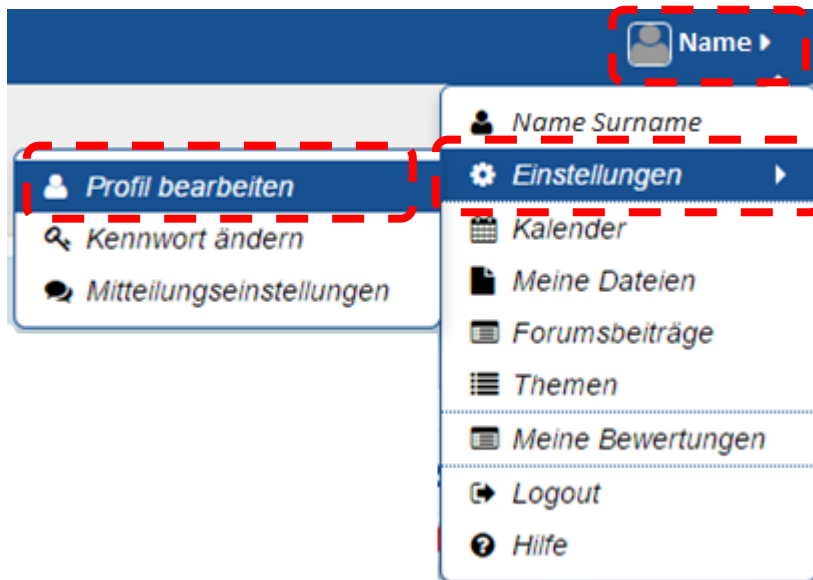 Name
Name Surname
Einstellungen
Profil bearbeiten
Kennwort ändern
Mitteilungseinstellungen
Kalender
Meine Dateien
Forumsbeiträge
Themen
Meine Bewertungen
Logout
Hilfe